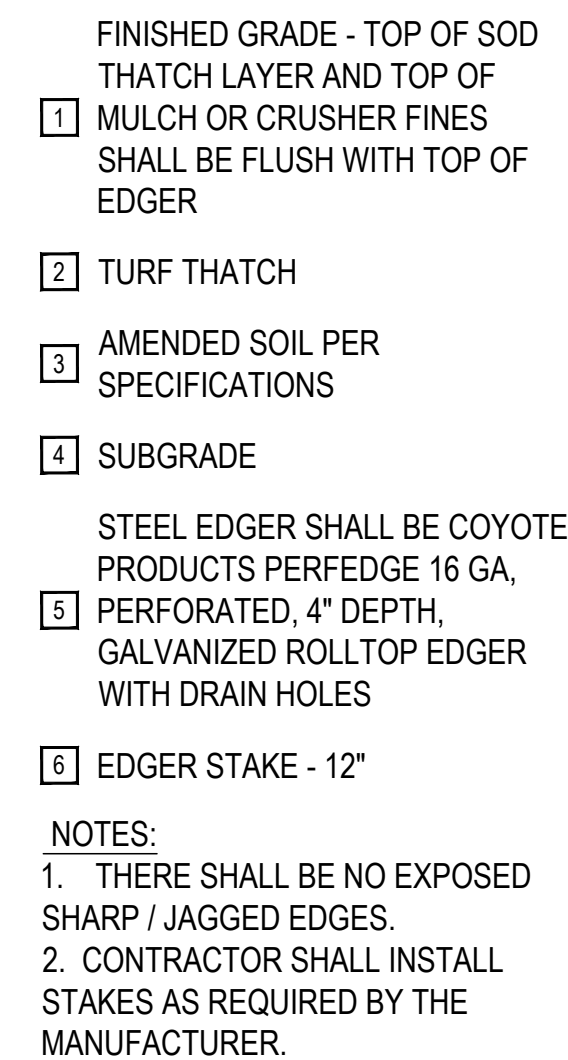 FINISHED GRADE - TOP OF SOD
THATCH LAYER AND TOP OF
1 MULCH OR CRUSHER FINES
SHALL BE FLUSH WITH TOP OF
EDGER
2 TURF THATCH
AMENDED SOIL PER
3 SPECIFICATIONS
4 SUBGRADE
STEEL EDGER SHALL BE COYOTE
PRODUCTS PERFEDGE 16 GA,
5 PERFORATED, 4" DEPTH,
GALVANIZED ROLLTOP EDGER
WITH DRAIN HOLES
6 EDGER STAKE - 12"
NOTES:
1. THERE SHALL BE NO EXPOSED
SHARP / JAGGED EDGES.
2. CONTRACTOR SHALL INSTALL
STAKES AS REQUIRED BY THE
MANUFACTURER.